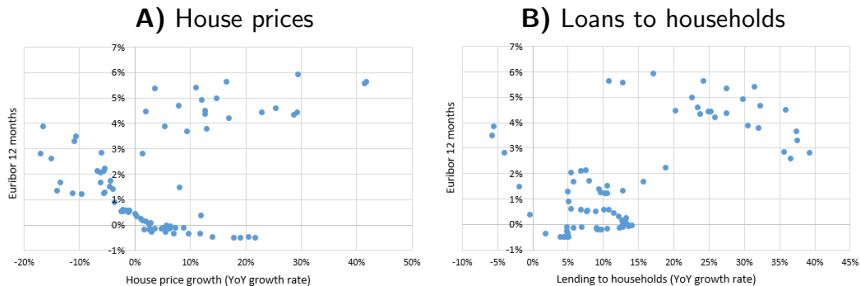 A) House prices
7%
6%
5%
4%
3%
2%
1%
0%
-1%
Euribor 12 months
-20% -10% 0% 10% 20% 30% 40% 50%
House price growth (YoY growth rate)
B) Loans to households
7%
6%
5%
4%
3%
2%
1%
0%
-1%
Euribor 12 months
-10% -5% 0% 5% 10% 15% 20% 25% 30% 35% 40% 45%
Lending to households (YoY growth rate)